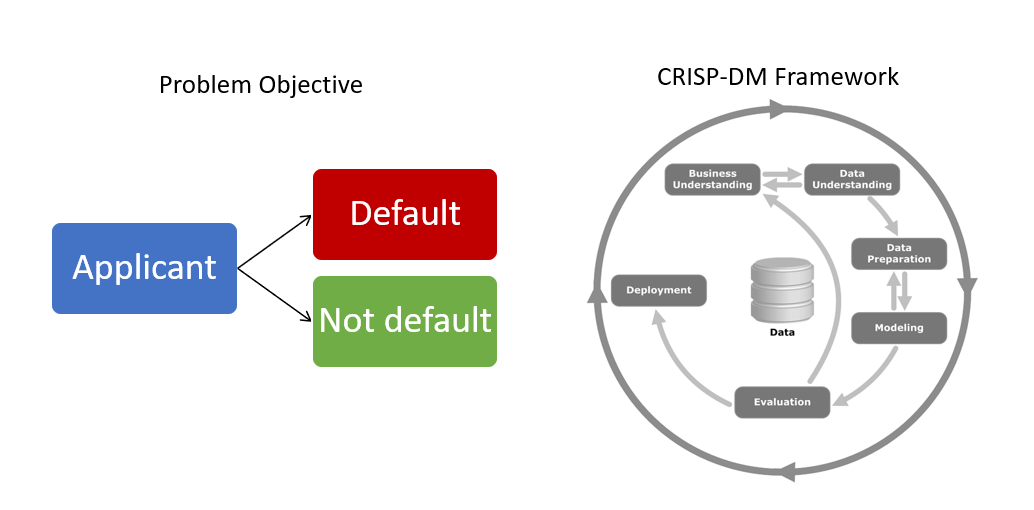 Problem Objective
Applicant
Default
Not default
CRISP-DM Framework
Business
Understanding
Data
Understanding
Data
Preparation
Modeling
Evaluation
Deployment
Data